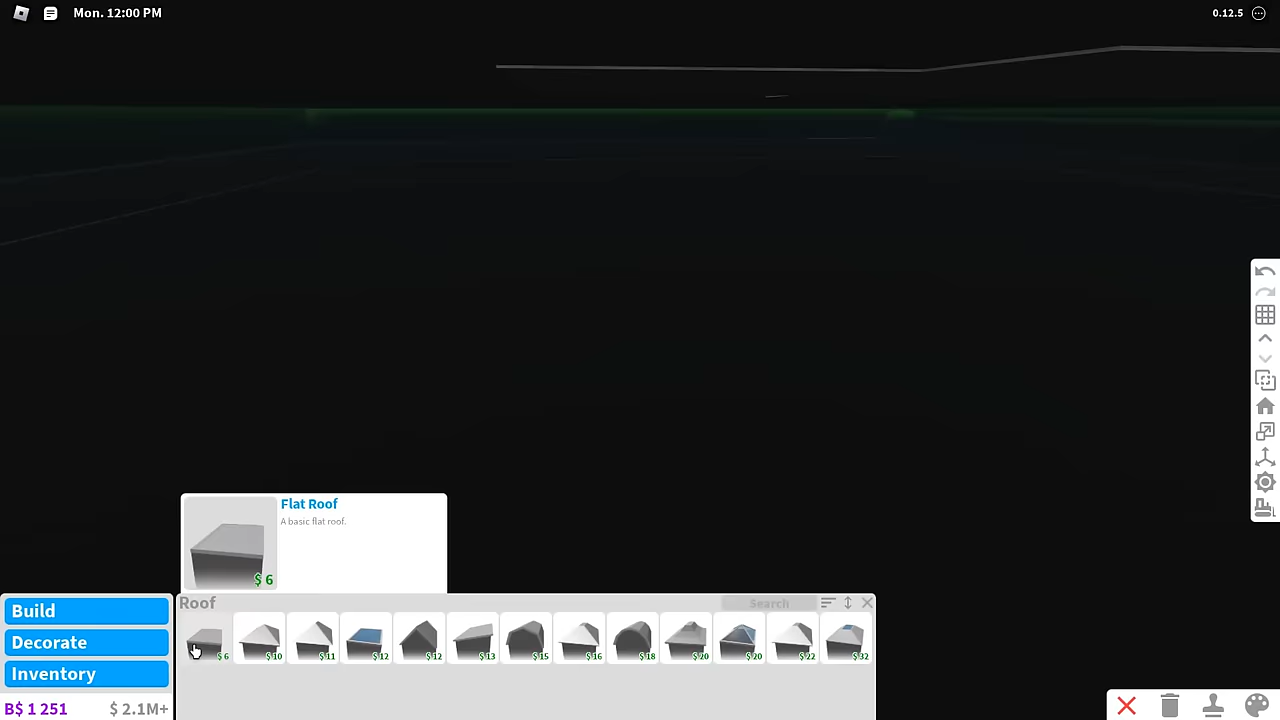 Mon. 12:00 PM
0.12.5
Flat Roof
A basic flat roof.
$ 6
Build
Decorate
Inventory
B$ 1 251
$ 2.1M+
Roof
Search
$ 6
$ 10
$ 11
$ 12
$ 12
$ 13
$ 15
$ 16
$ 18
$ 20
$ 20
$ 22
$ 32